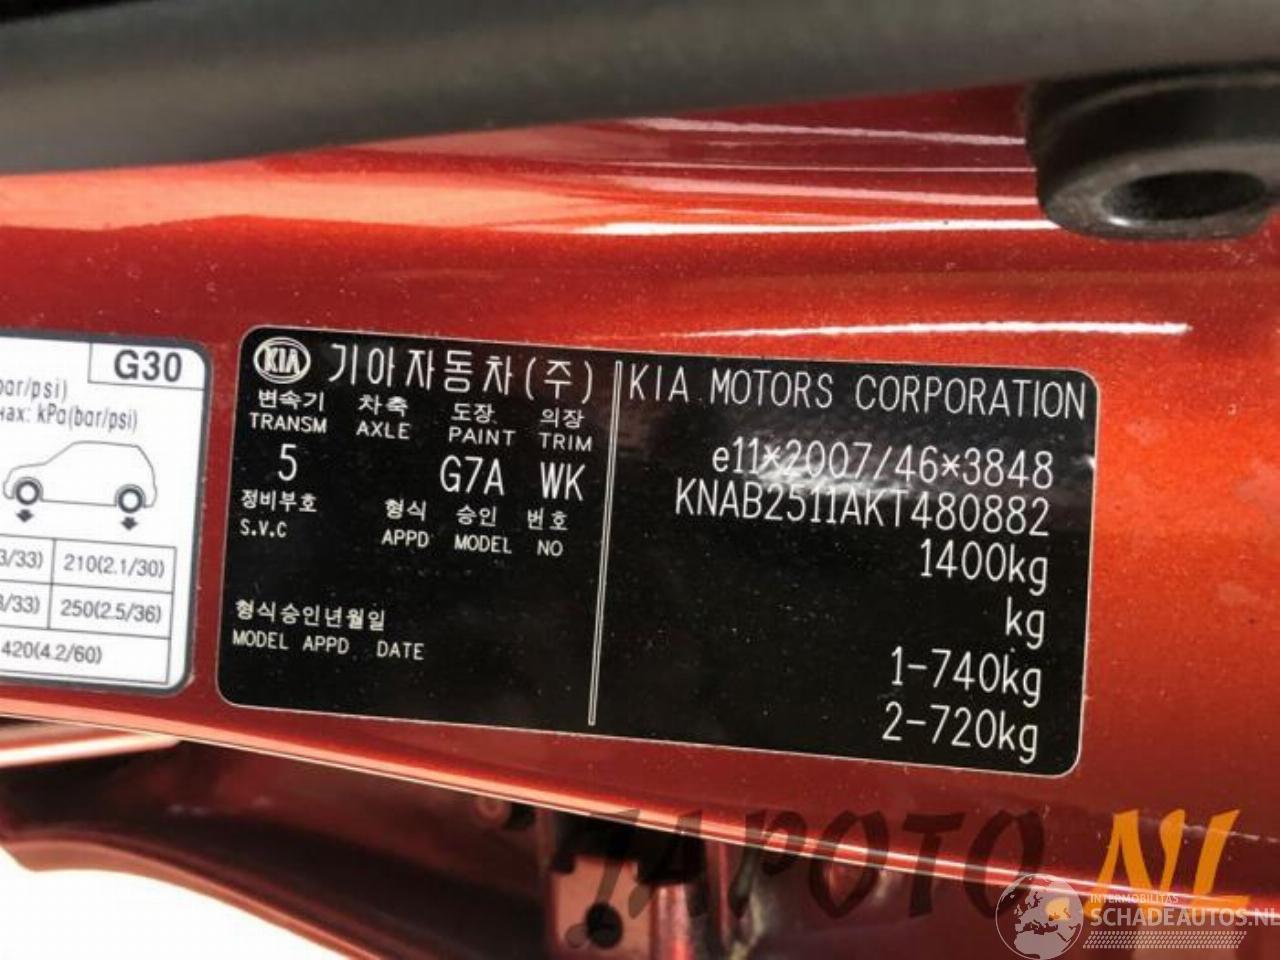 G30
bar/psi)
max: kPa(bar/psi)
3/33) 210(2.1/30)
3/33) 250(2.5/36)
420(4.2/60)
KIA 기아자동차(주)
변속기 차축 도장 의장
TRANSM AXLE PAINT TRIM
5 G7A WK
정비부호 형식 승인 번호
S.V.C APPD MODEL NO
형식승인년월일
MODEL APPD DATE
KIA MOTORS CORPORATION
e11*2007/46*3848
KNAB2511AKT480882
1400kg
kg
1-740kg
2-720kg
JAPOTO.NL
INTERMOBILITAS
SCHADEAUTOS.NL